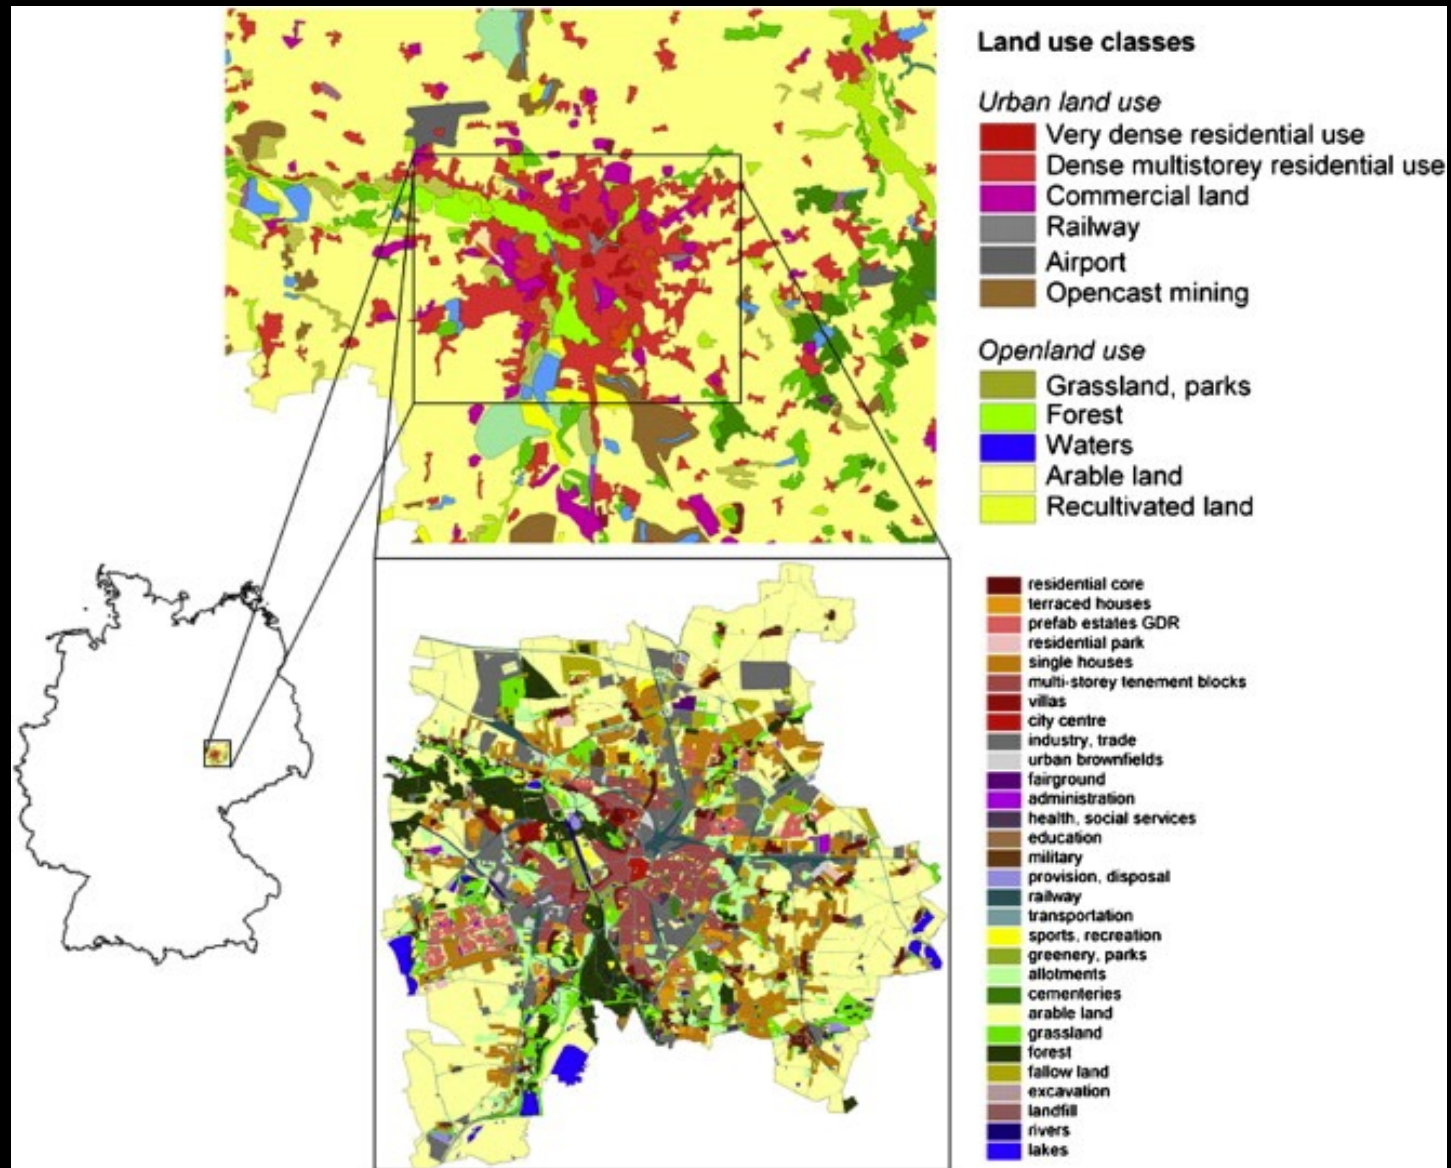 Land use classes
Urban land use
Very dense residential use
Dense multistorey residential use
Commercial land
Railway
Airport
Opencast mining
Openland use
Grassland, parks
Forest
Waters
Arable land
Recultivated land
residential core
terraced houses
prefab estates GDR
residential park
single houses
multi-storey tenement blocks
villas
city centre
industry, trade
urban brownfields
fairground
administration
health, social services
education
military
provision, disposal
railway
transportation
sports, recreation
greenery, parks
allotments
cementeries
arable land
grassland
forest
fallow land
excavation
landfill
rivers
lakes